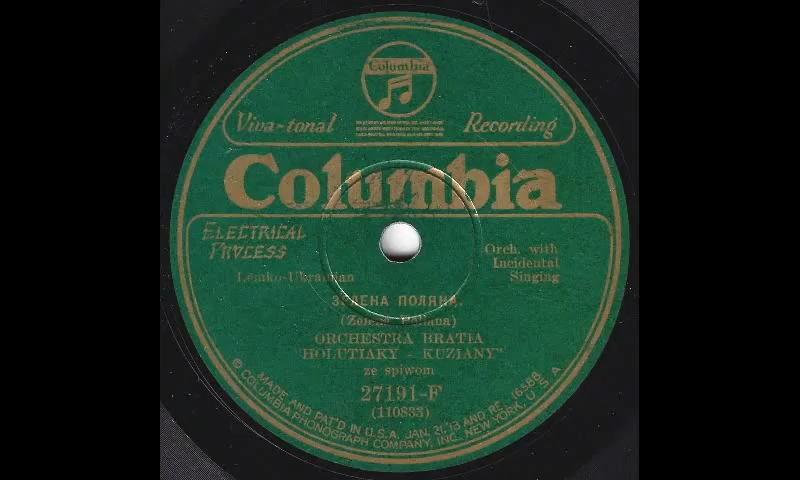 Columbia
Viva-tonal Recording
Columbia
ELECTRICAL
PROCESS
Orch. with
Incidental
Singing
Lemko-Ukrainian
ЗЕЛЕНА ПОЛЯНА.
(Zelena Poliana)
ORCHESTRA BRATIA
"HOLUTIAKY - KUZIANY"
ze spiwom
27191-F
(110833)
MADE AND PAT'D IN U.S.A. JAN. 21, '13 AND RE. 16588
© COLUMBIA PHONOGRAPH COMPANY, INC. NEW YORK, U.S.A.